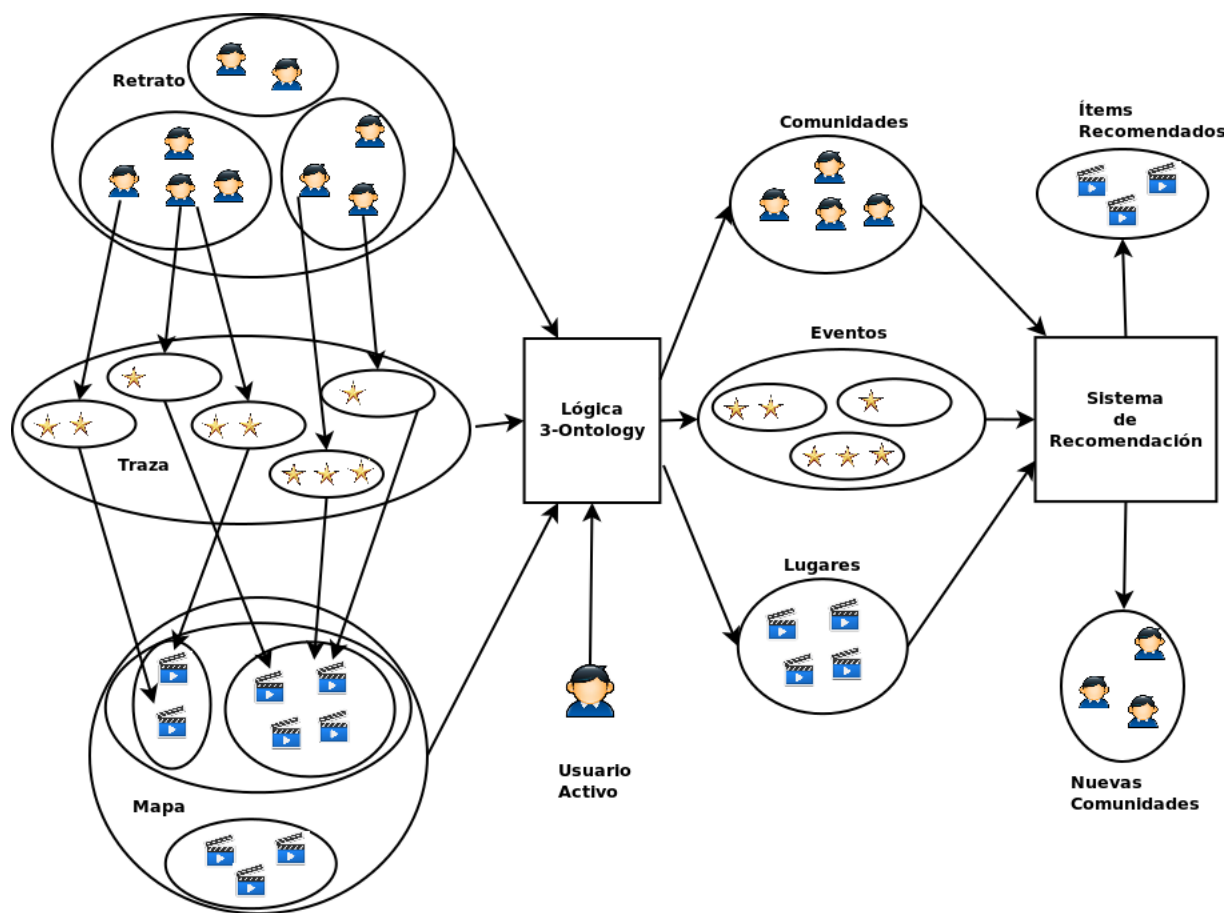 Retrato
Traza
Mapa
Lógica
3-Ontology
Usuario
Activo
Comunidades
Eventos
Lugares
Ítems
Recomendados
Sistema
de
Recomendación
Nuevas
Comunidades